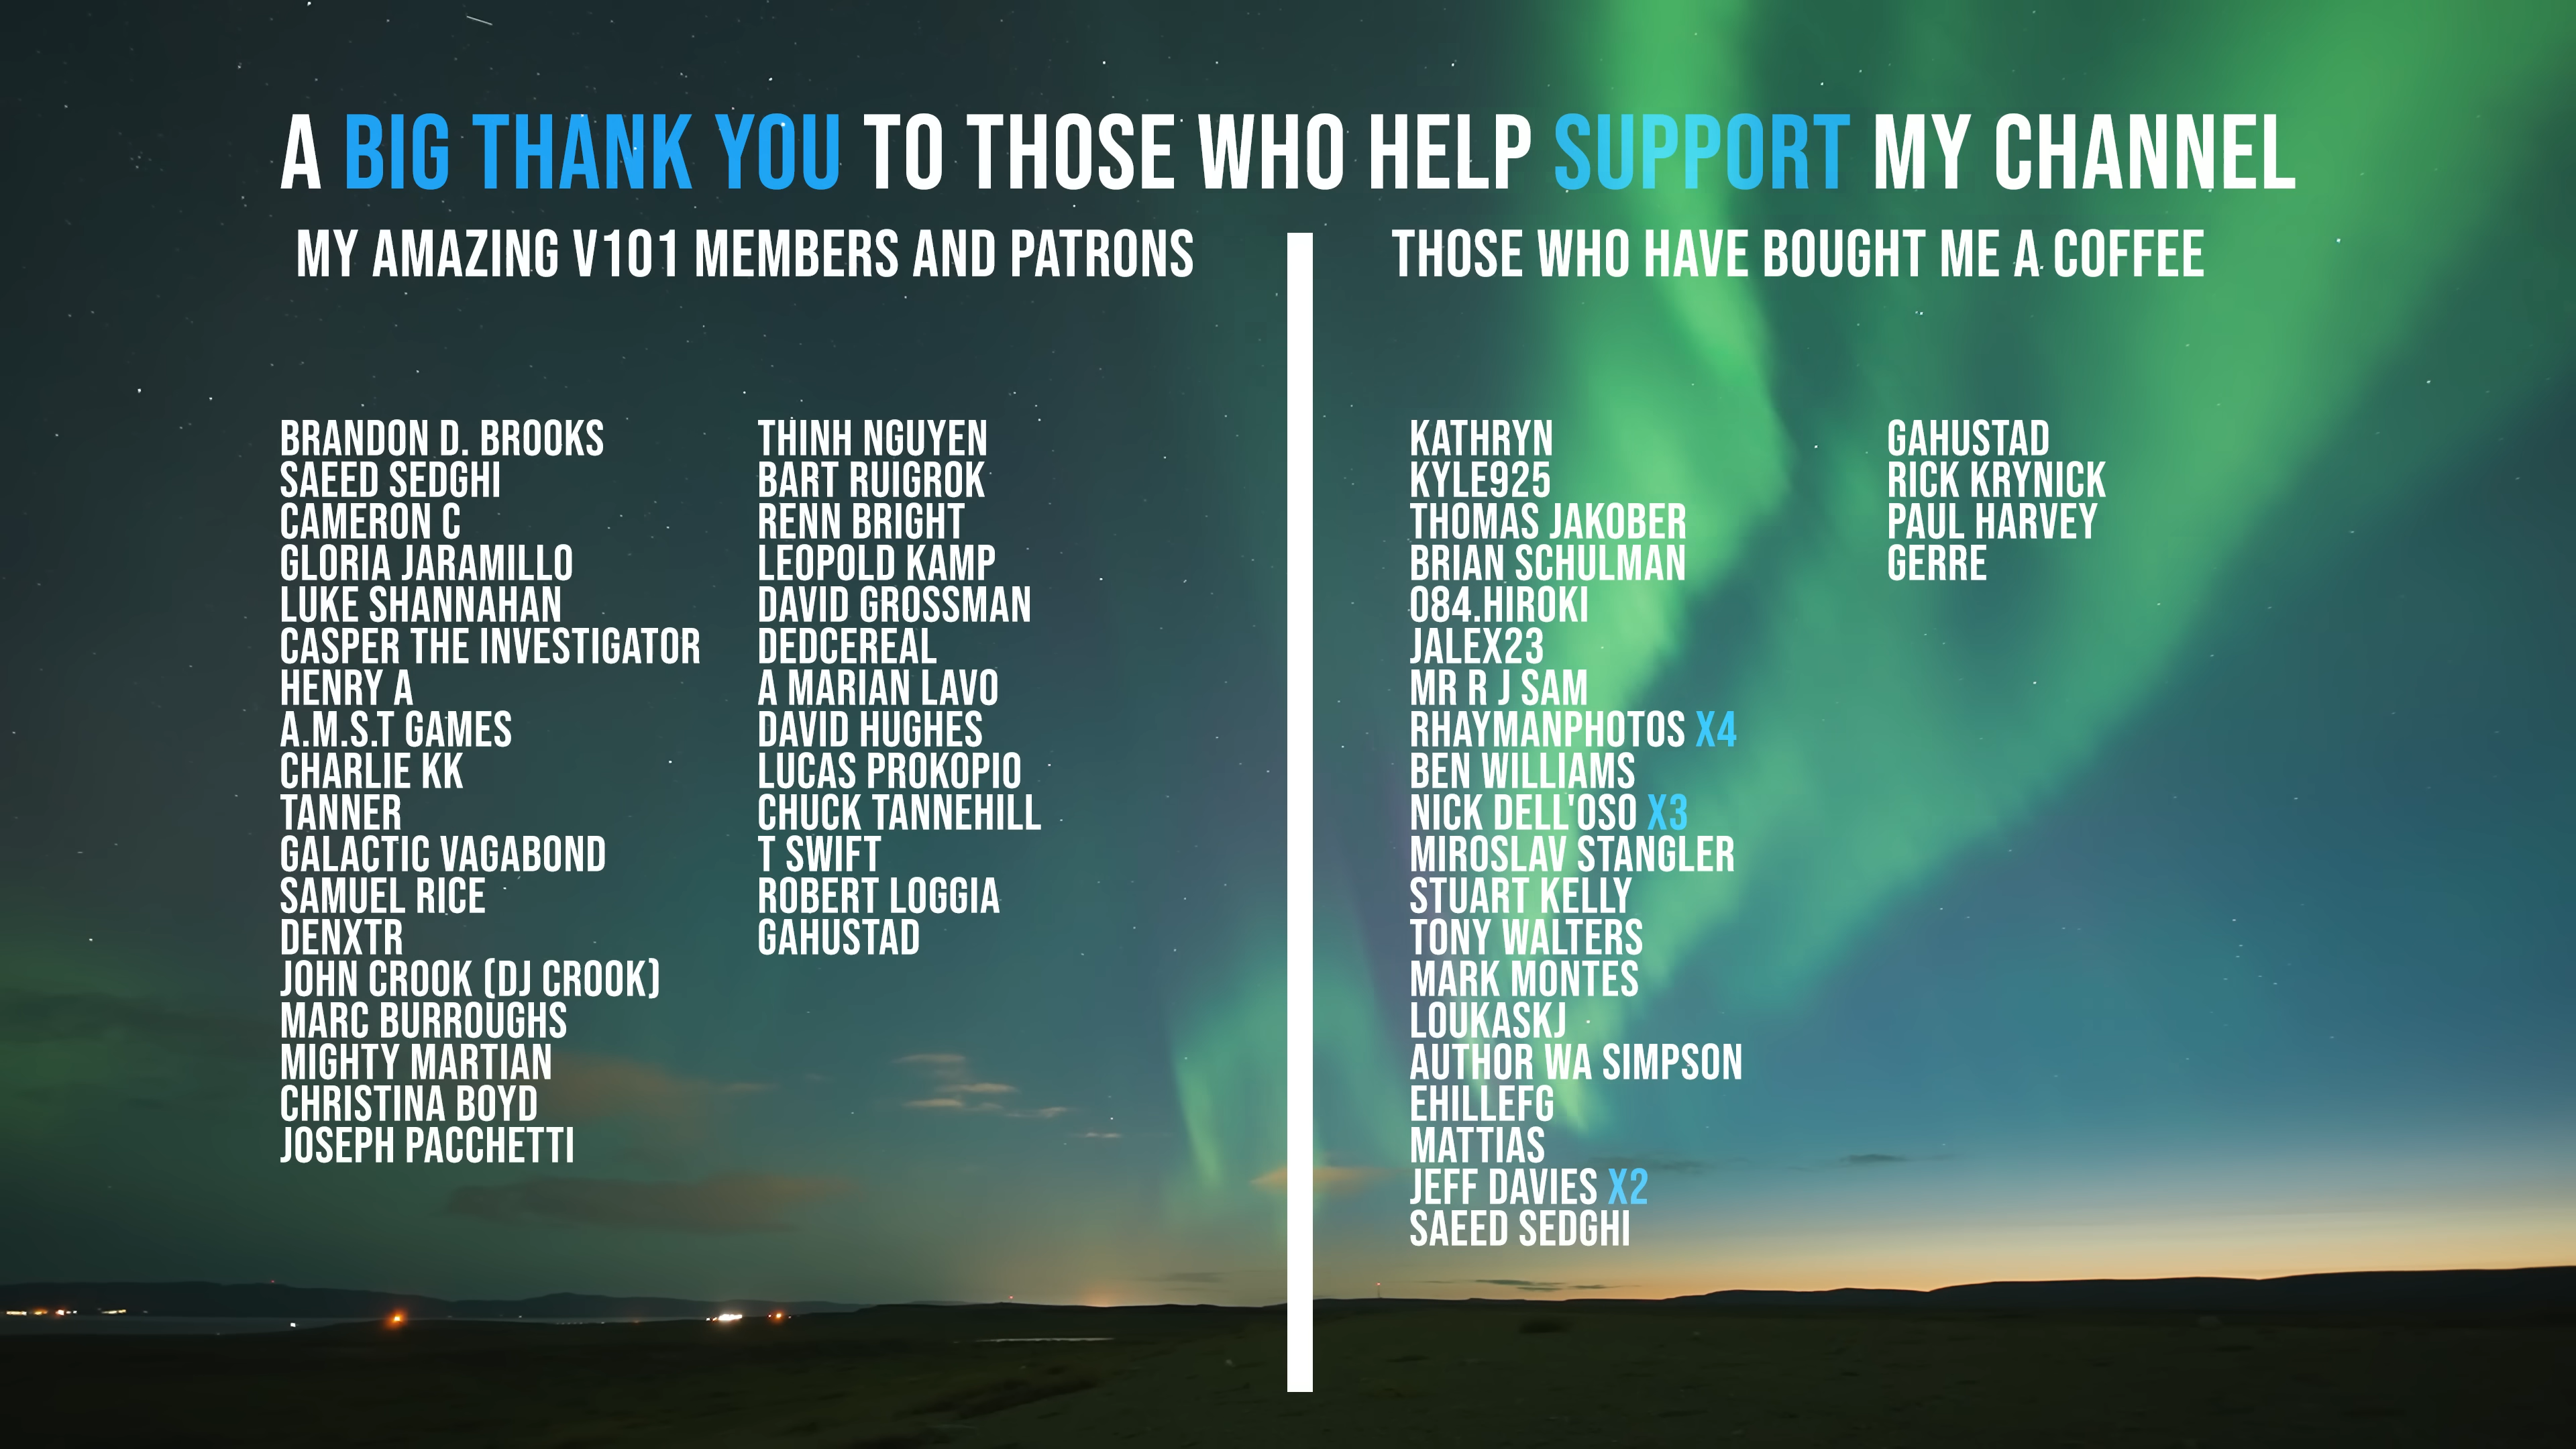 A BIG THANK YOU TO THOSE WHO HELP SUPPORT MY CHANNEL
MY AMAZING V101 MEMBERS AND PATRONS
BRANDON D. BROOKS
SAEED SEDGHI
CAMERON C
GLORIA JARAMILLO
LUKE SHANNAHAN
CASPER THE INVESTIGATOR
HENRY A
A.M.S.T GAMES
CHARLIE KK
TANNER
GALACTIC VAGABOND
SAMUEL RICE
DENXTR
JOHN CROOK (DJ CROOK)
MARC BURROUGHS
MIGHTY MARTIAN
CHRISTINA BOYD
JOSEPH PACCHETTI
THINH NGUYEN
BART RUIGROK
RENN BRIGHT
LEOPOLD KAMP
DAVID GROSSMAN
DEDCEREAL
A MARIAN LAVO
DAVID HUGHES
LUCAS PROKOPIO
CHUCK TANNEHILL
T SWIFT
ROBERT LOGGIA
GAHUSTAD
THOSE WHO HAVE BOUGHT ME A COFFEE
KATHRYN
KYLE925
THOMAS JAKOBER
BRIAN SCHULMAN
084.HIROKI
JALEX23
MR R J SAM
RHAYMANPHOTOS X4
BEN WILLIAMS
NICK DELL'OSO X3
MIROSLAV STANGLER
STUART KELLY
TONY WALTERS
MARK MONTES
LOUKASKJ
AUTHOR WA SIMPSON
EHILLEFG
MATTIAS
JEFF DAVIES X2
SAEED SEDGHI
GAHUSTAD
RICK KRYNICK
PAUL HARVEY
GERRE